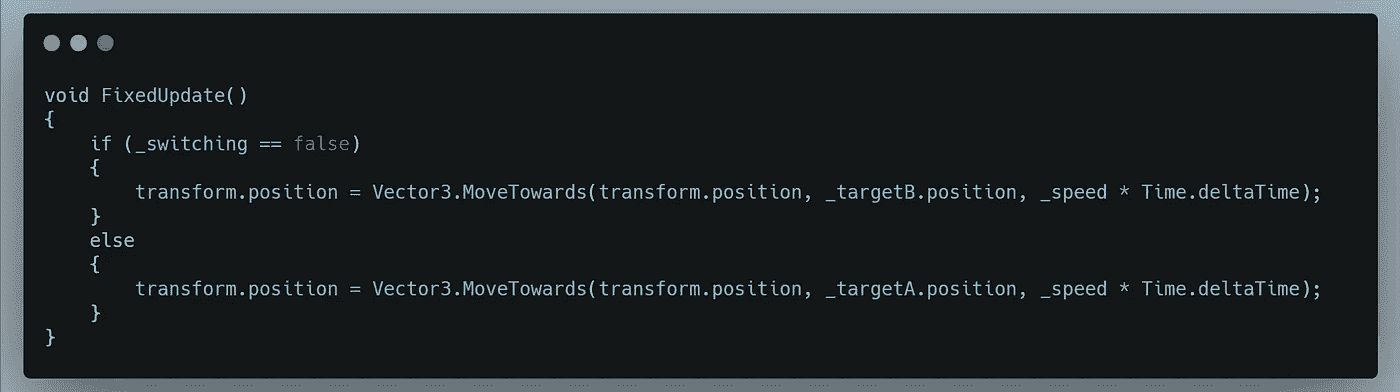 void FixedUpdate()
{
    if (_switching == false)
    {
        transform.position = Vector3.MoveTowards(transform.position, _targetB.position, _speed * Time.deltaTime);
    }
    else
    {
        transform.position = Vector3.MoveTowards(transform.position, _targetA.position, _speed * Time.deltaTime);
    }
}